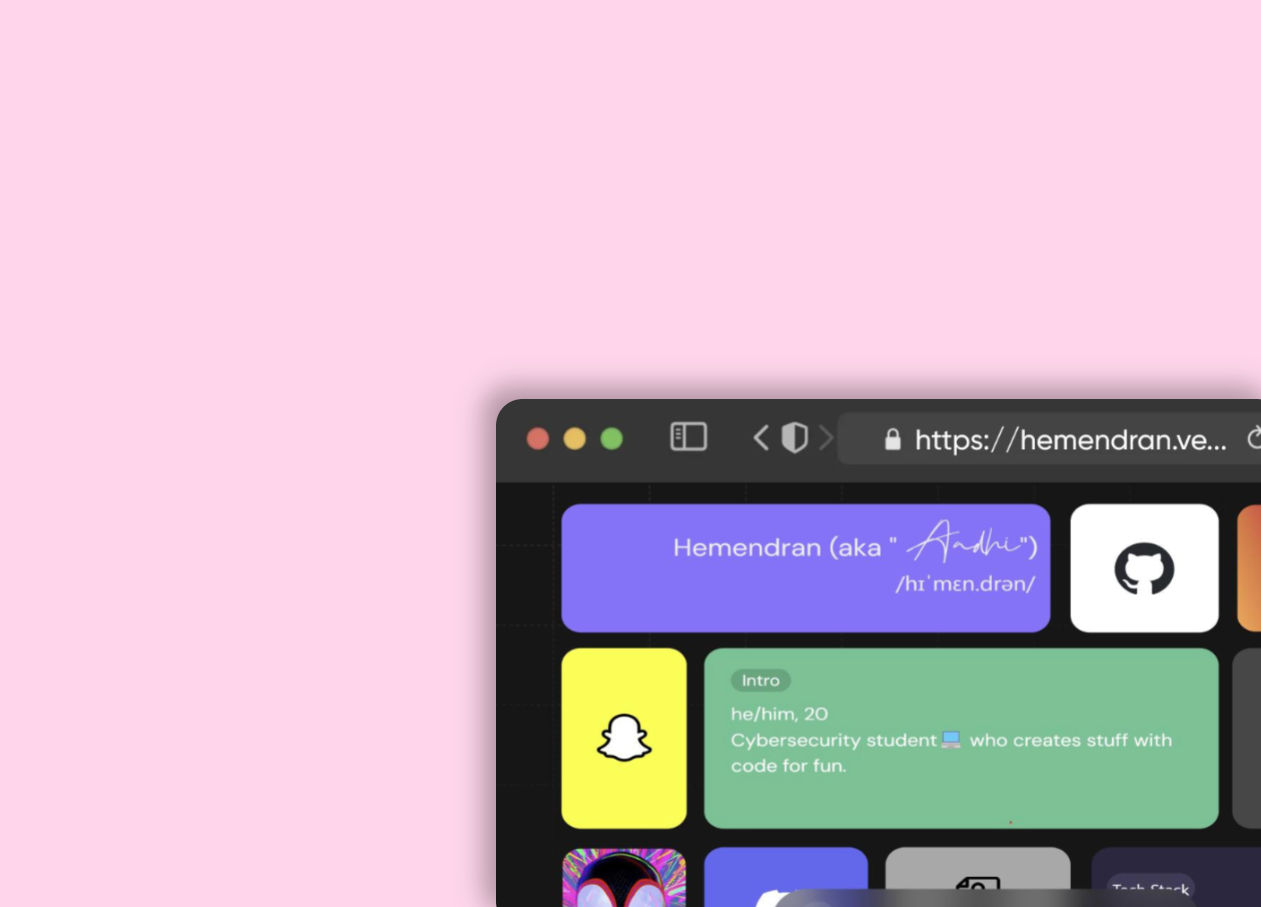 https://hemendran.ve...
Hemendran (aka "Aadhi")
/hɪˈmɛn.drən/
Intro
he/him, 20
Cybersecurity student💻 who creates stuff with
code for fun.
Tech Stack